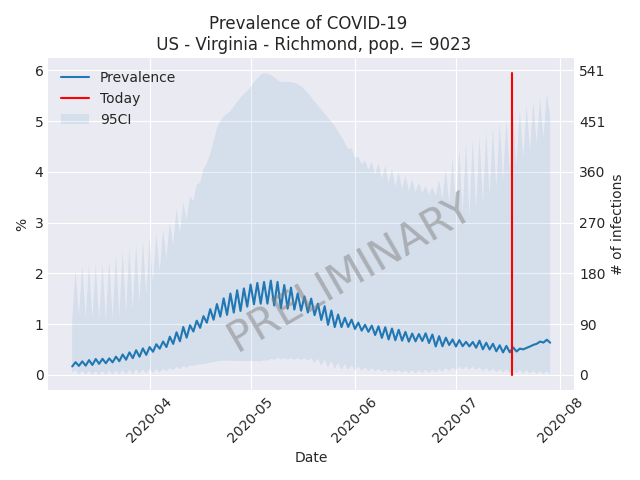 Prevalence of COVID-19
US - Virginia - Richmond, pop. = 9023
Prevalence
Today
95CI
6
5
4
3
2
1
0
%
541
451
360
270
180
90
0
# of infections
PRELIMINARY
2020-04
2020-05
2020-06
2020-07
2020-08
Date